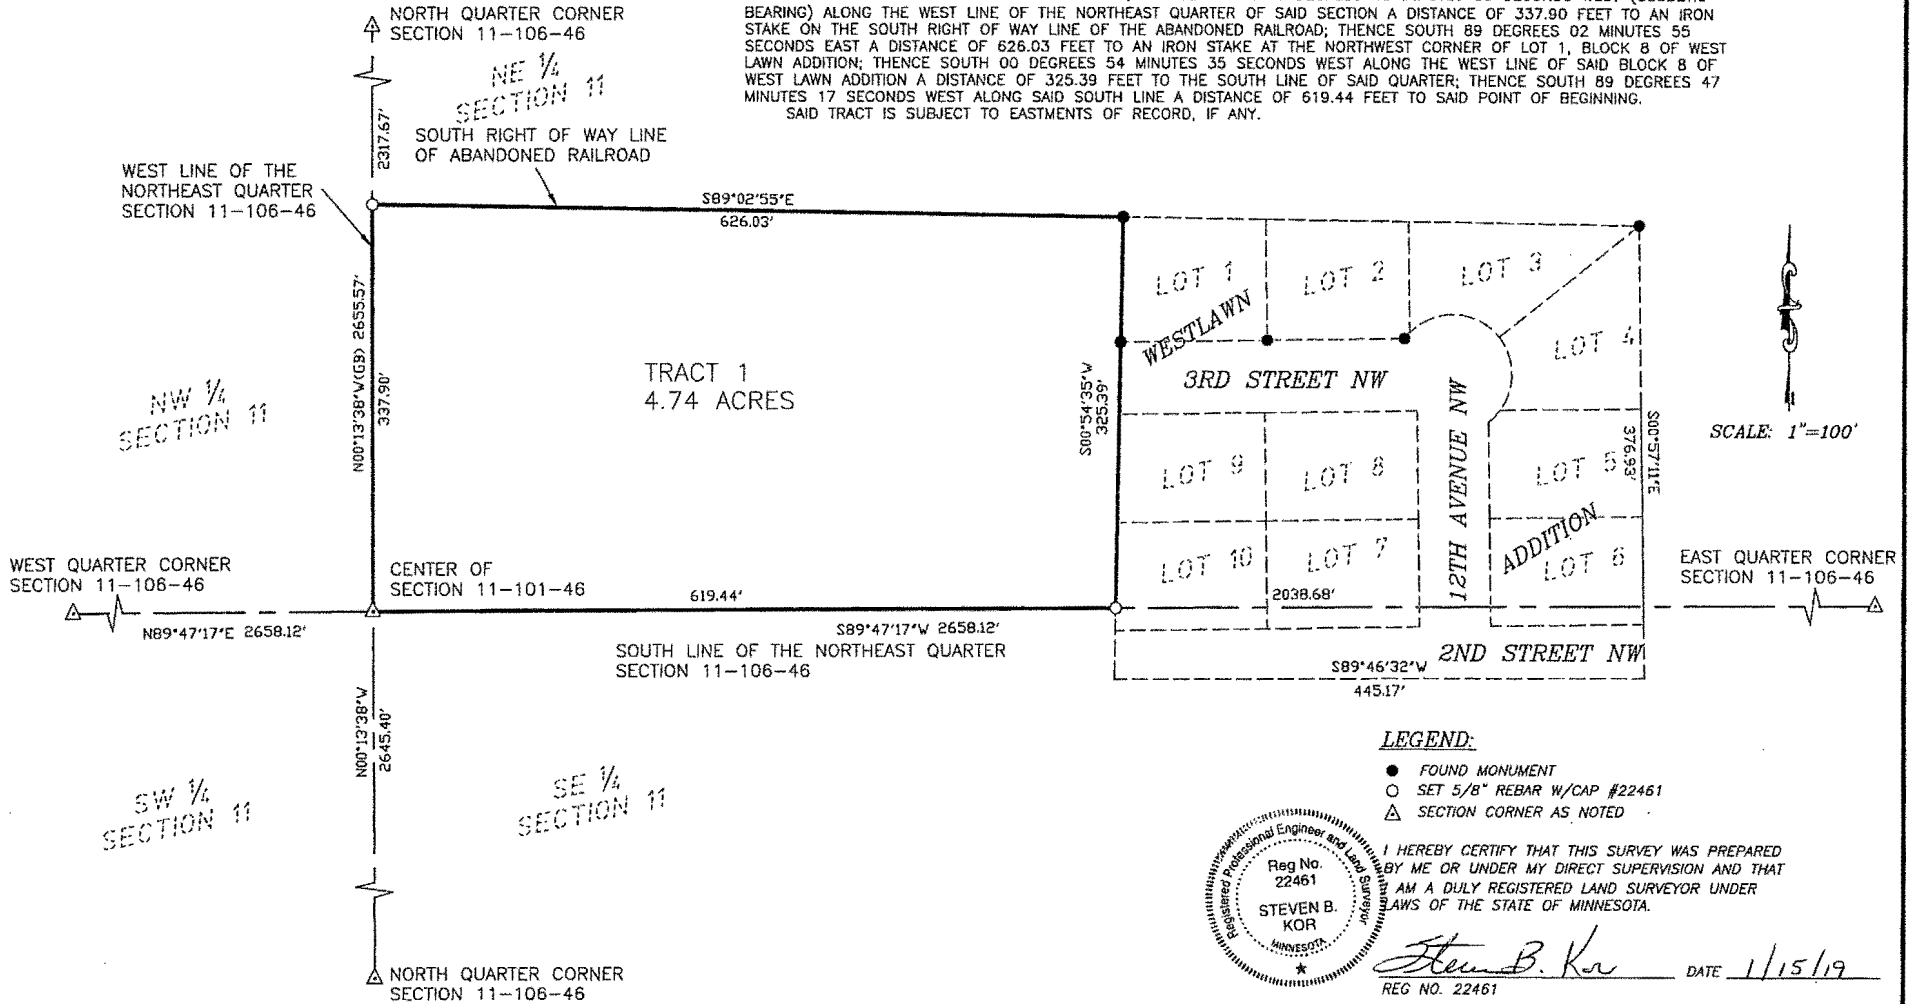 BEARING) ALONG THE WEST LINE OF THE NORTHEAST QUARTER OF SAID SECTION A DISTANCE OF 337.90 FEET TO AN IRON
STAKE ON THE SOUTH RIGHT OF WAY LINE OF THE ABANDONED RAILROAD; THENCE SOUTH 89 DEGREES 02 MINUTES 55
SECONDS EAST A DISTANCE OF 626.03 FEET TO AN IRON STAKE AT THE NORTHWEST CORNER OF LOT 1, BLOCK 8 OF WEST
LAWN ADDITION; THENCE SOUTH 00 DEGREES 54 MINUTES 35 SECONDS WEST ALONG THE WEST LINE OF SAID BLOCK 8 OF
WEST LAWN ADDITION A DISTANCE OF 325.39 FEET TO THE SOUTH LINE OF SAID QUARTER; THENCE SOUTH 89 DEGREES 47
MINUTES 17 SECONDS WEST ALONG SAID SOUTH LINE A DISTANCE OF 619.44 FEET TO SAID POINT OF BEGINNING.
SAID TRACT IS SUBJECT TO EASTMENTS OF RECORD, IF ANY.
NORTH QUARTER CORNER
SECTION 11-106-46
NE 1/4
SECTION 11
2317.67'
SOUTH RIGHT OF WAY LINE
OF ABANDONED RAILROAD
WEST LINE OF THE
NORTHEAST QUARTER
SECTION 11-106-46
S89°02'55"E
626.03'
N00°13'38"W(GB) 2655.57'
337.90'
TRACT 1
4.74 ACRES
NW 1/4
SECTION 11
S00°54'35"W
325.39'
LOT 1
LOT 2
LOT 3
LOT 4
WESTLAWN
3RD STREET NW
12TH AVENUE NW
LOT 9
LOT 8
LOT 5
S00°57'11"E
376.93'
LOT 10
LOT 7
ADDITION
LOT 6
SCALE: 1"=100'
WEST QUARTER CORNER
SECTION 11-106-46
CENTER OF
SECTION 11-101-46
EAST QUARTER CORNER
SECTION 11-106-46
619.44'
2038.68'
N89°47'17"E 2658.12'
S89°47'17"W 2658.12'
SOUTH LINE OF THE NORTHEAST QUARTER
SECTION 11-106-46
2ND STREET NW
S89°46'32"W
445.17'
N00°13'38"W
2645.40'
SW 1/4
SECTION 11
SE 1/4
SECTION 11
LEGEND:
FOUND MONUMENT
SET 5/8" REBAR W/CAP #22461
SECTION CORNER AS NOTED
Registered Professional Engineer and Land Surveyor
Reg No.
22461
STEVEN B.
KOR
MINNESOTA
I HEREBY CERTIFY THAT THIS SURVEY WAS PREPARED
BY ME OR UNDER MY DIRECT SUPERVISION AND THAT
I AM A DULY REGISTERED LAND SURVEYOR UNDER
LAWS OF THE STATE OF MINNESOTA.
Steven B. Kor DATE 1/15/19
REG NO. 22461
NORTH QUARTER CORNER
SECTION 11-106-46